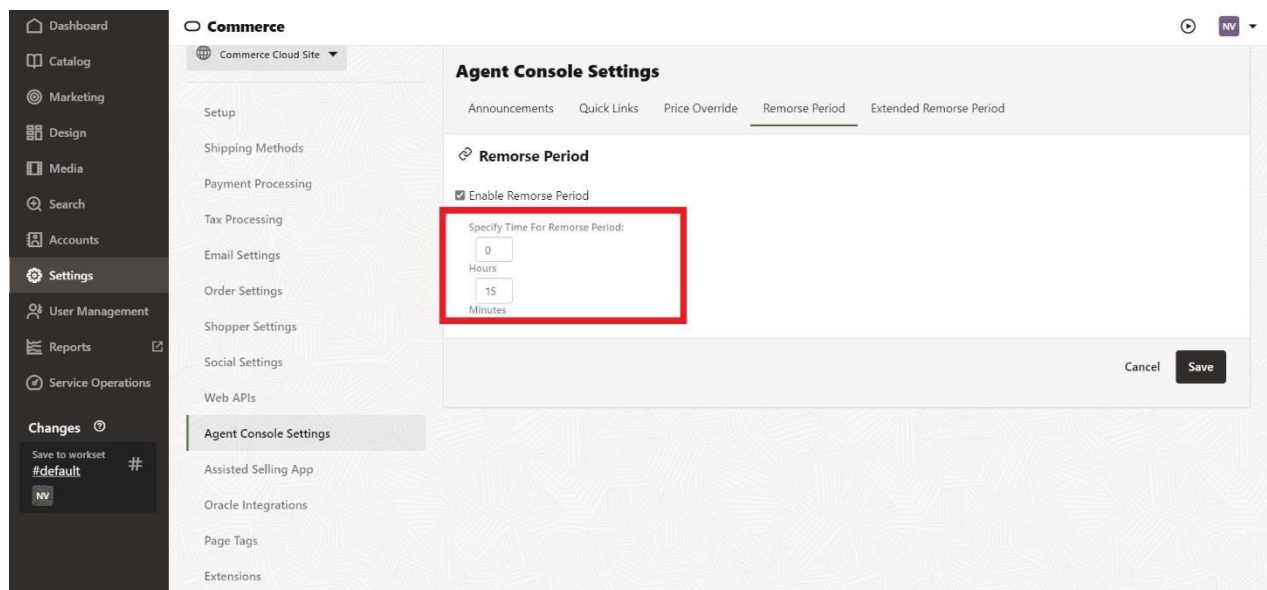 Dashboard
Catalog
Marketing
Design
Media
Search
Accounts
Settings
User Management
Reports
Service Operations
Changes
Save to workset
#default
#
NV
Commerce
NV
Commerce Cloud Site
Setup
Shipping Methods
Payment Processing
Tax Processing
Email Settings
Order Settings
Shopper Settings
Social Settings
Web APIs
Agent Console Settings
Assisted Selling App
Oracle Integrations
Page Tags
Extensions
Agent Console Settings
Announcements Quick Links Price Override Remorse Period Extended Remorse Period
Remorse Period
Enable Remorse Period
Specify Time For Remorse Period:
0
Hours
15
Minutes
Cancel Save